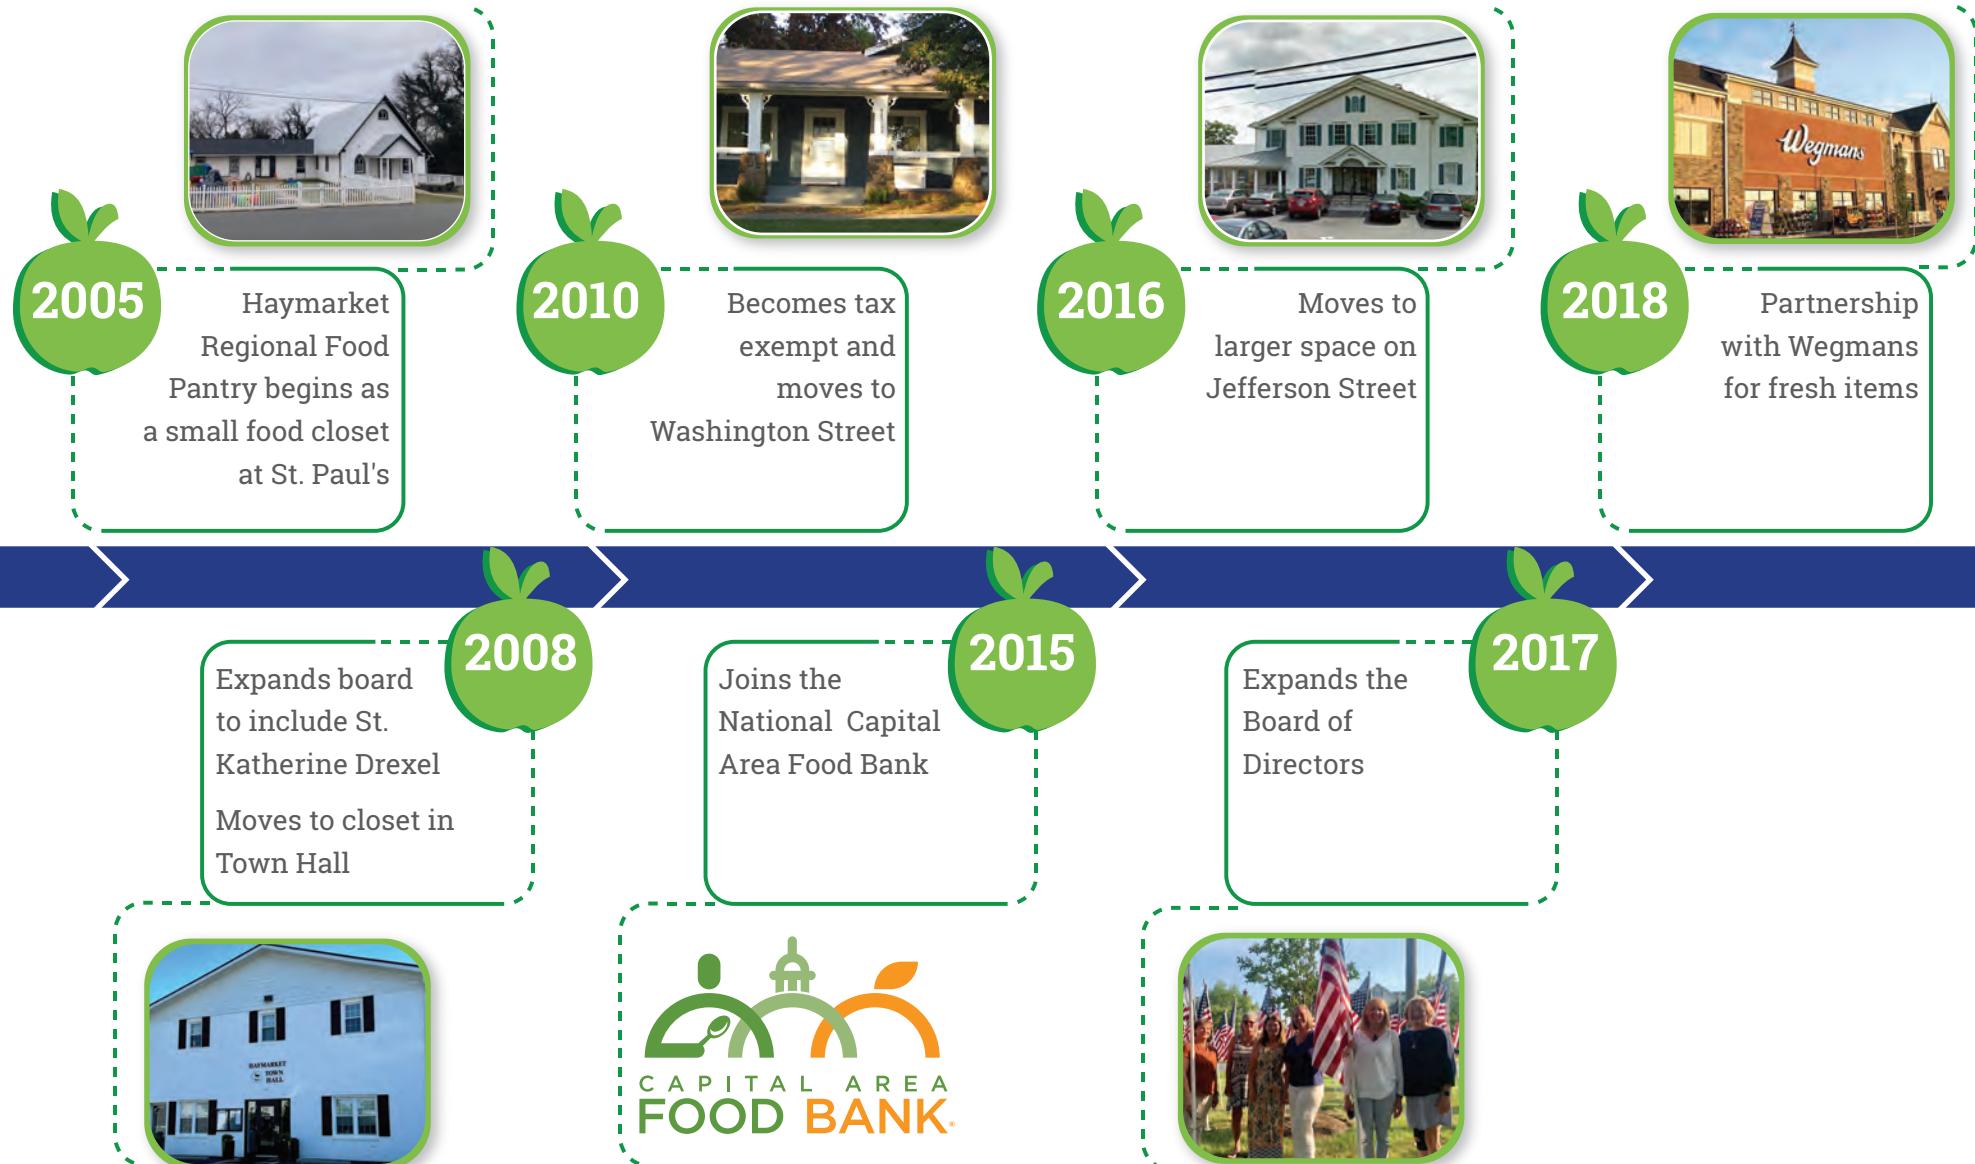 2005
Haymarket
Regional Food
Pantry begins as
a small food closet
at St. Paul's
2008
Expands board
to include St.
Katherine Drexel
Moves to closet in
Town Hall
HAYMARKET
TOWN
HALL
2010
Becomes tax
exempt and
moves to
Washington Street
2015
Joins the
National  Capital
Area Food Bank
CAPITAL AREA
FOOD BANK®
2016
Moves to
larger space on
Jefferson Street
2017
Expands the
Board of
Directors
2018
Partnership
with Wegmans
for fresh items
Wegmans